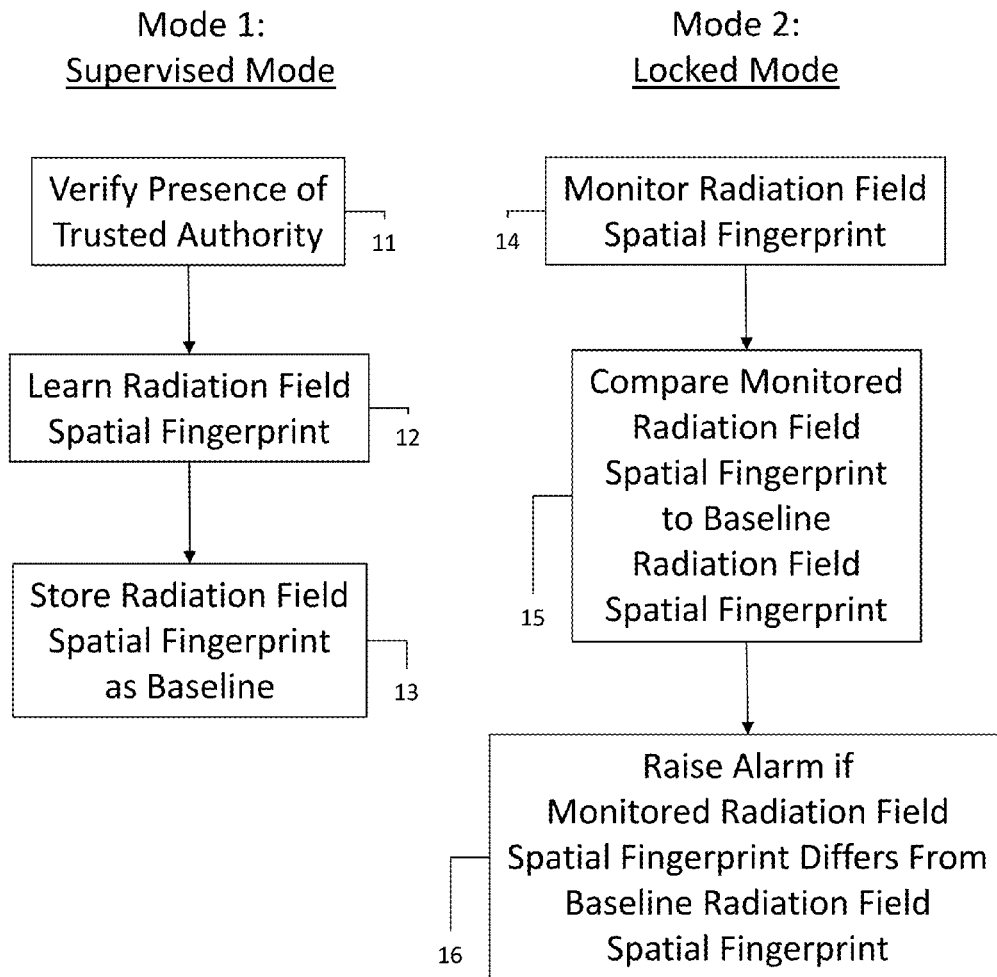 Mode 1:
Supervised Mode
Verify Presence of
Trusted Authority
11
Learn Radiation Field
Spatial Fingerprint
12
Store Radiation Field
Spatial Fingerprint
as Baseline
13
Mode 2:
Locked Mode
Monitor Radiation Field
Spatial Fingerprint
14
Compare Monitored
Radiation Field
Spatial Fingerprint
to Baseline
Radiation Field
Spatial Fingerprint
15
Raise Alarm if
Monitored Radiation Field
Spatial Fingerprint Differs From
Baseline Radiation Field
Spatial Fingerprint
16